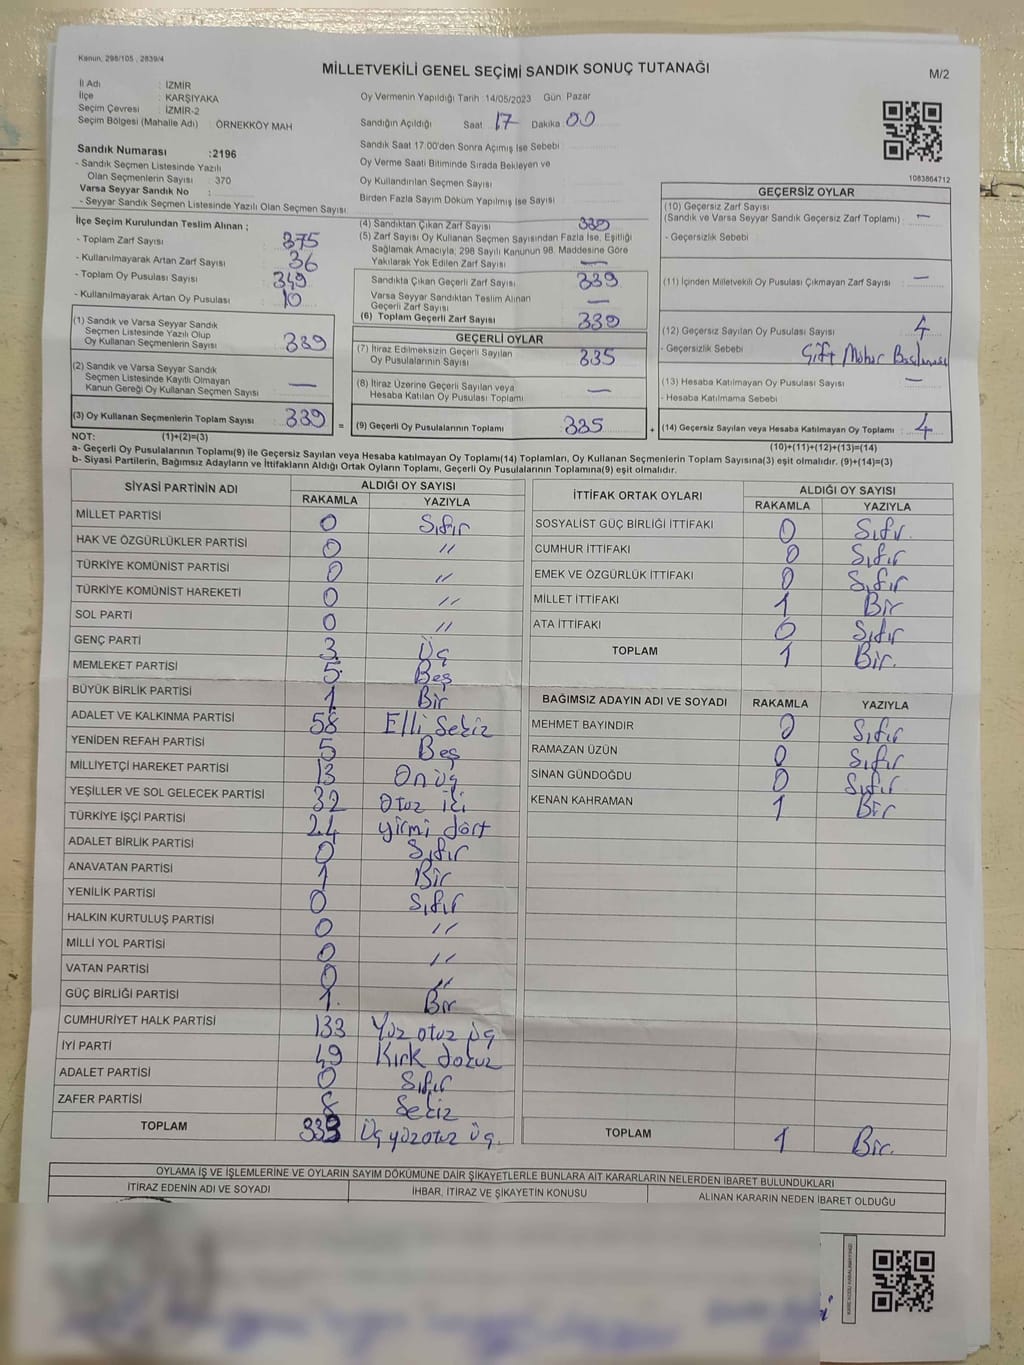 Kanun, 298/105 , 2839/4
MİLLETVEKİLİ GENEL SEÇİMİ SANDIK SONUÇ TUTANAĞI
M/2
İl Adı : İZMİR
İlçe : KARŞIYAKA
Seçim Çevresi : İZMİR-2
Seçim Bölgesi (Mahalle Adı) : ÖRNEKKÖY MAH
Oy Vermenin Yapıldığı Tarih :14/05/2023 Gün: Pazar
Sandığın Açıldığı Saat 17 Dakika 00
Sandık Saat 17.00'den Sonra Açımış İse Sebebi
Oy Verme Saati Bitiminde Sırada Bekleyen ve
Oy Kullandırılan Seçmen Sayısı
Birden Fazla Sayım Döküm Yapılmış İse Sayısı
1083864712
Sandık Numarası :2196
- Sandık Seçmen Listesinde Yazılı
Olan Seçmenlerin Sayısı : 370
Varsa Seyyar Sandık No :
- Seyyar Sandık Seçmen Listesinde Yazılı Olan Seçmen Sayısı
İlçe Seçim Kurulundan Teslim Alınan ;
- Toplam Zarf Sayısı : 375
- Kullanılmayarak Artan Zarf Sayısı : 36
- Toplam Oy Pusulası Sayısı : 349
- Kullanılmayarak Artan Oy Pusulası : 10
(1) Sandık ve Varsa Seyyar Sandık
Seçmen Listesinde Yazılı Olup
Oy Kullanan Seçmenlerin Sayısı : 339
(2) Sandık ve Varsa Seyyar Sandık
Seçmen Listesinde Kayıtlı Olmayan
Kanun Gereği Oy Kullanan Seçmen Sayısı : —
(3) Oy Kullanan Seçmenlerin Toplam Sayısı : 339 =
(4) Sandıktan Çıkan Zarf Sayısı : 339
(5) Zarf Sayısı Oy Kullanan Seçmen Sayısından Fazla İse, Eşitliği
Sağlamak Amacıyla, 298 Sayılı Kanunun 98. Maddesine Göre
Yakılarak Yok Edilen Zarf Sayısı : —
Sandıkta Çıkan Geçerli Zarf Sayısı : 339
Varsa Seyyar Sandıktan Teslim Alınan
Geçerli Zarf Sayısı : —
(6) Toplam Geçerli Zarf Sayısı : 339
GEÇERLİ OYLAR
(7) İtiraz Edilmeksizin Geçerli Sayılan
Oy Pusulalarının Sayısı : 335
(8) İtiraz Üzerine Geçerli Sayılan veya
Hesaba Katılan Oy Pusulası Toplamı : —
(9) Geçerli Oy Pusulalarının Toplamı : 335 +
GEÇERSİZ OYLAR
(10) Geçersiz Zarf Sayısı
(Sandık ve Varsa Seyyar Sandık Geçersiz Zarf Toplamı) : —
- Geçersizlik Sebebi :
(11) İçinden Milletvekili Oy Pusulası Çıkmayan Zarf Sayısı : —
(12) Geçersiz Sayılan Oy Pusulası Sayısı : 4
- Geçersizlik Sebebi : Çift Mühür Basılması
(13) Hesaba Katılmayan Oy Pusulası Sayısı : —
- Hesaba Katılmama Sebebi :
(14) Geçersiz Sayılan veya Hesaba Katılmayan Oy Toplamı : 4
NOT: (1)+(2)=(3) (10)+(11)+(12)+(13)=(14)
a- Geçerli Oy Pusulalarının Toplamı(9) ile Geçersiz Sayılan veya Hesaba katılmayan Oy Toplamı(14) Toplamları, Oy Kullanan Seçmenlerin Toplam Sayısına(3) eşit olmalıdır. (9)+(14)=(3)
b- Siyasi Partilerin, Bağımsız Adayların ve İttifakların Aldığı Ortak Oyların Toplamı, Geçerli Oy Pusulalarının Toplamına(9) eşit olmalıdır.
SİYASİ PARTİNİN ADI ALDIĞI OY SAYISI
RAKAMLA YAZIYLA
MİLLET PARTİSİ 0 Sıfır
HAK VE ÖZGÜRLÜKLER PARTİSİ 0 "
TÜRKİYE KOMÜNİST PARTİSİ 0 "
TÜRKİYE KOMÜNİST HAREKETİ 0 "
SOL PARTİ 0 "
GENÇ PARTİ 3 Üç
MEMLEKET PARTİSİ 5 Beş
BÜYÜK BİRLİK PARTİSİ 1 Bir
ADALET VE KALKINMA PARTİSİ 58 Elli Sekiz
YENİDEN REFAH PARTİSİ 5 Beş
MİLLİYETÇİ HAREKET PARTİSİ 13 Onüç
YEŞİLLER VE SOL GELECEK PARTİSİ 32 Otuz iki
TÜRKİYE İŞÇİ PARTİSİ 24 yirmi dört
ADALET BİRLİK PARTİSİ 0 Sıfır
ANAVATAN PARTİSİ 1 Bir
YENİLİK PARTİSİ 0 Sıfır
HALKIN KURTULUŞ PARTİSİ 0 "
MİLLİ YOL PARTİSİ 0 "
VATAN PARTİSİ 0 "
GÜÇ BİRLİĞİ PARTİSİ 1 Bir
CUMHURİYET HALK PARTİSİ 133 Yüz otuz üç
İYİ PARTİ 49 Kırk dokuz
ADALET PARTİSİ 0 Sıfır
ZAFER PARTİSİ 8 Sekiz
TOPLAM 333 Üç yüz otuz üç.
İTTİFAK ORTAK OYLARI ALDIĞI OY SAYISI
RAKAMLA YAZIYLA
SOSYALİST GÜÇ BİRLİĞİ İTTİFAKI 0 Sıfır.
CUMHUR İTTİFAKI 0 Sıfır
EMEK VE ÖZGÜRLÜK İTTİFAKI 0 Sıfır
MİLLET İTTİFAKI 1 Bir
ATA İTTİFAKI 0 Sıfır
TOPLAM 1 Bir.
BAĞIMSIZ ADAYIN ADI VE SOYADI RAKAMLA YAZIYLA
MEHMET BAYINDIR 0 Sıfır
RAMAZAN ÜZÜN 0 Sıfır
SİNAN GÜNDOĞDU 0 Sıfır
KENAN KAHRAMAN 1 Bir
TOPLAM 1 Bir.
OYLAMA İŞ VE İŞLEMLERİNE VE OYLARIN SAYIM DÖKÜMÜNE DAİR ŞİKAYETLERLE BUNLARA AİT KARARLARIN NELERDEN İBARET BULUNDUKLARI
İTİRAZ EDENİN ADI VE SOYADI İHBAR, İTİRAZ VE ŞİKAYETİN KONUSU ALINAN KARARIN NEDEN İBARET OLDUĞU